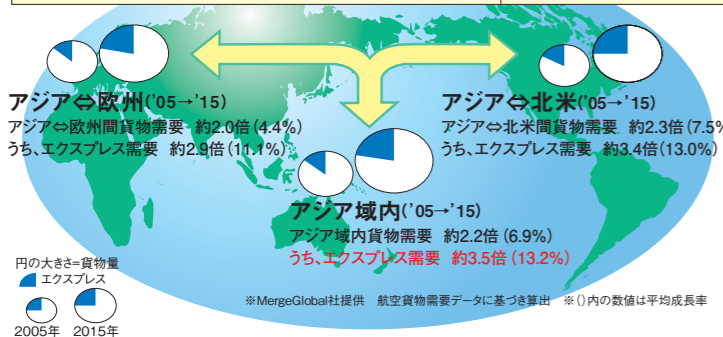 アジア⇔欧州('05→'15)
アジア⇔欧州間貨物需要 約2.0倍(4.4%)
うち、エクスプレス需要 約2.9倍(11.1%)
アジア⇔北米('05→'15)
アジア⇔北米間貨物需要 約2.3倍(7.5%
うち、エクスプレス需要 約3.4倍(13.0%)
アジア域内('05→'15)
アジア域内貨物需要 約2.2倍(6.9%)
うち、エクスプレス需要 約3.5倍(13.2%)
円の大きさ=貨物量
エクスプレス
2005年 2015年
※MergeGlobal社提供 航空貨物需要データに基づき算出 ※()内の数値は平均成長率